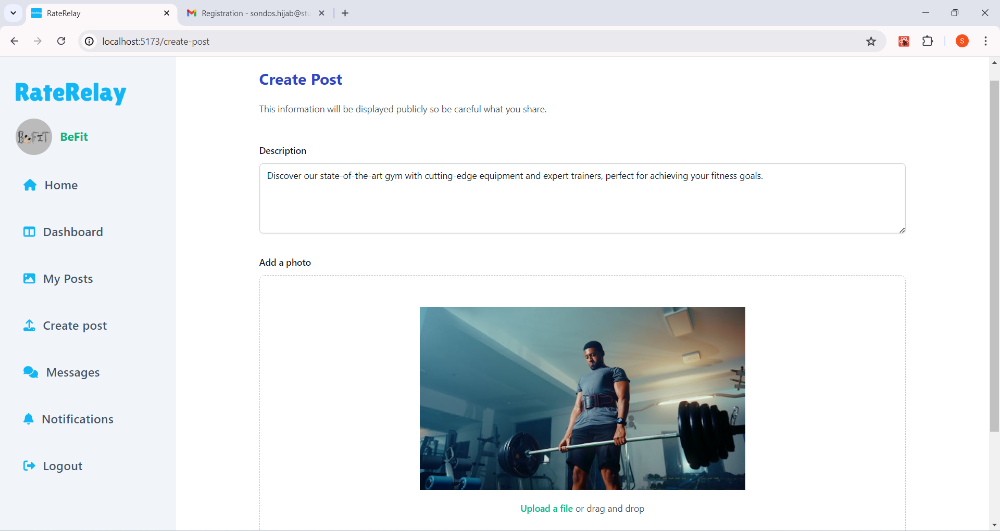 RateRelay
Registration - sondos.hijab@stu
localhost:5173/create-post
S
RateRelay
BeFiT
BeFit
Home
Dashboard
My Posts
Create post
Messages
Notifications
Logout
Create Post
This information will be displayed publicly so be careful what you share.
Description
Discover our state-of-the-art gym with cutting-edge equipment and expert trainers, perfect for achieving your fitness goals.
Add a photo
Upload a file or drag and drop